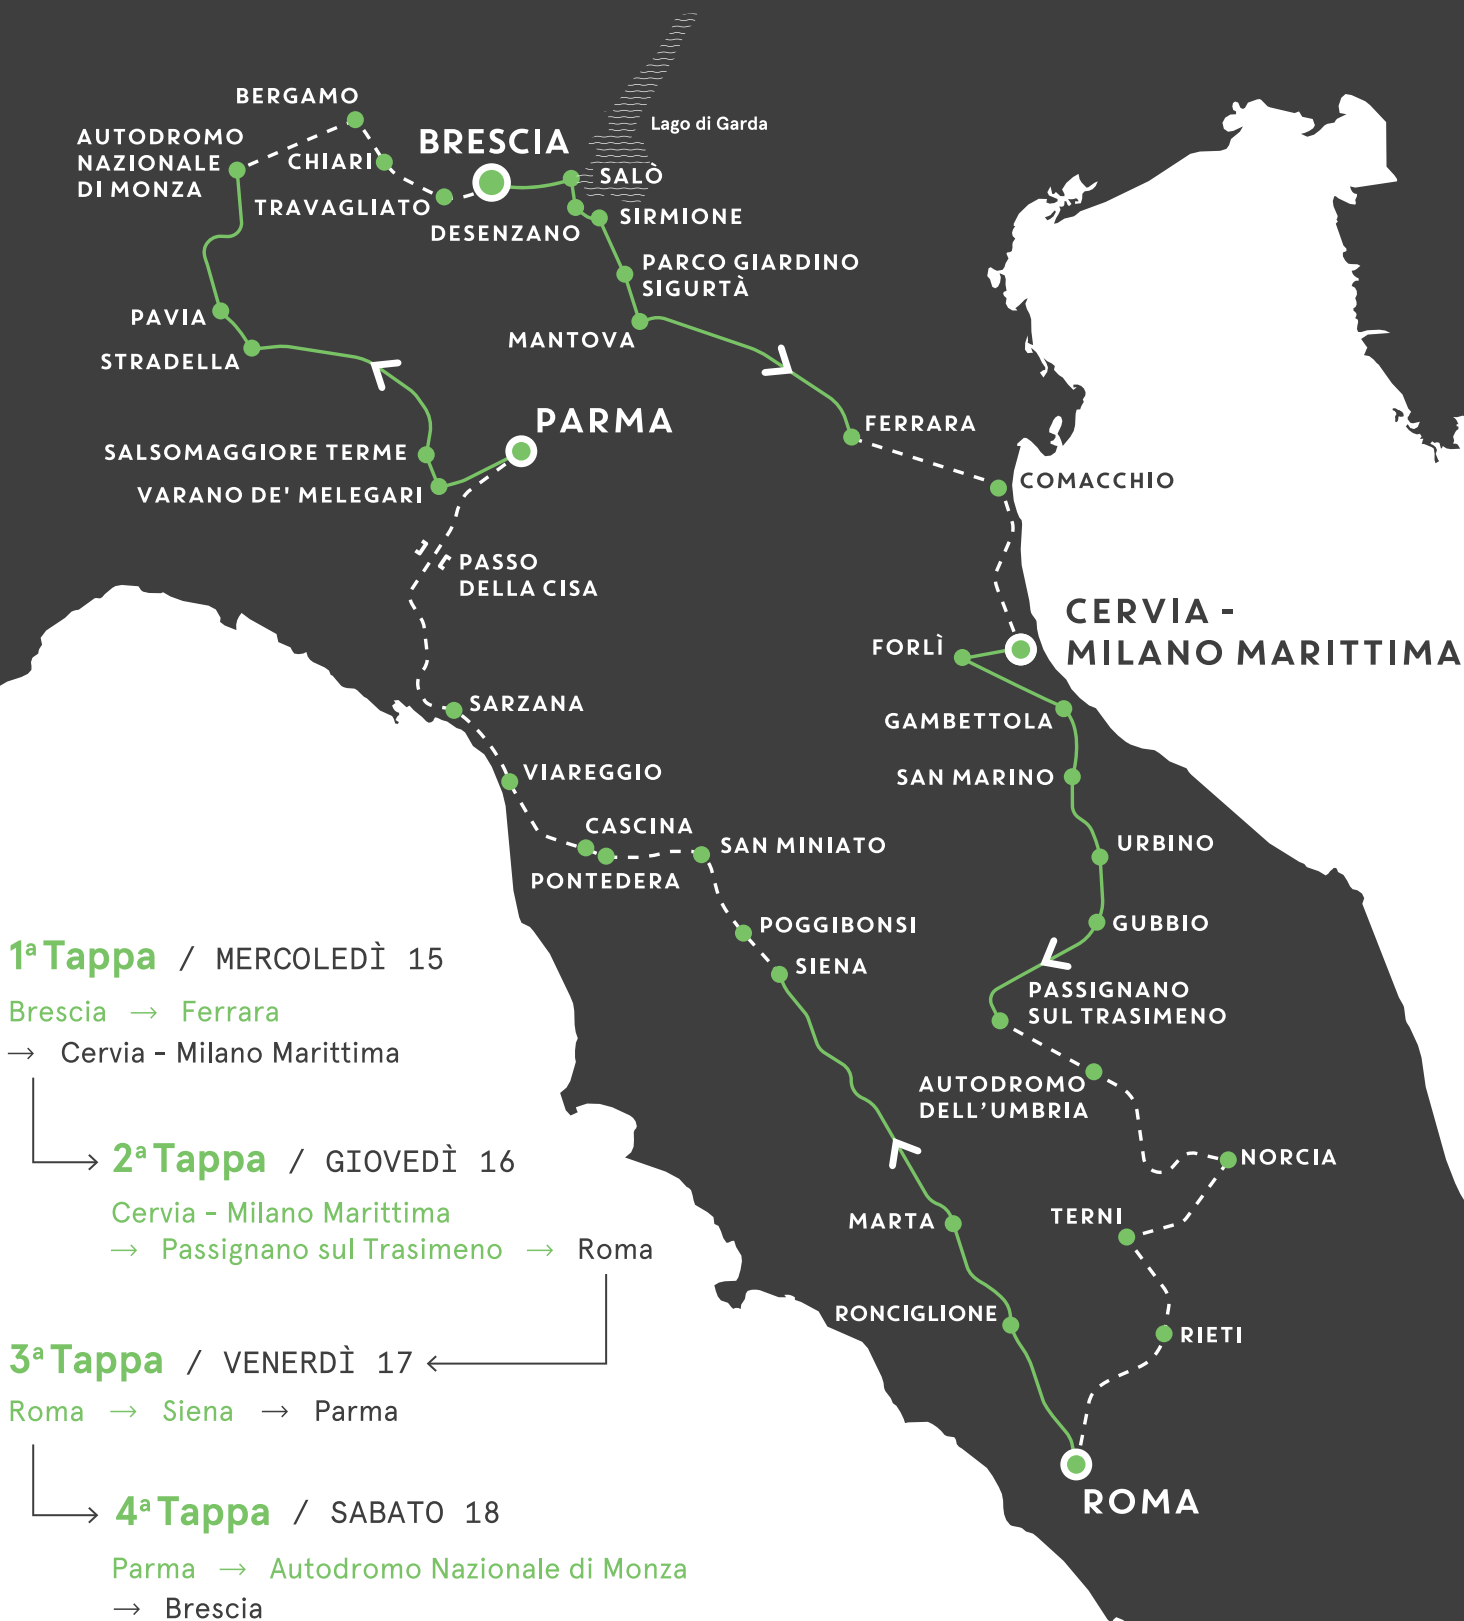 BERGAMO
AUTODROMO
NAZIONALE
DI MONZA
CHIARI
TRAVAGLIATO
BRESCIA
Lago di Garda
SALÒ
DESENZANO
SIRMIONE
PARCO GIARDINO
SIGURTÀ
MANTOVA
PAVIA
STRADELLA
PARMA
FERRARA
SALSOMAGGIORE TERME
VARANO DE' MELEGARI
COMACCHIO
PASSO
DELLA CISA
CERVIA -
MILANO MARITTIMA
FORLÌ
GAMBETTOLA
SARZANA
VIAREGGIO
SAN MARINO
CASCINA
SAN MINIATO
URBINO
PONTEDERA
POGGIBONSI
GUBBIO
SIENA
PASSIGNANO
SUL TRASIMENO
AUTODROMO
DELL'UMBRIA
NORCIA
TERNI
MARTA
RONCIGLIONE
RIETI
ROMA
1ª Tappa / MERCOLEDÌ 15
Brescia → Ferrara
→ Cervia - Milano Marittima
2ª Tappa / GIOVEDÌ 16
Cervia - Milano Marittima
→ Passignano sul Trasimeno → Roma
3ª Tappa / VENERDÌ 17
Roma → Siena → Parma
4ª Tappa / SABATO 18
Parma → Autodromo Nazionale di Monza
→ Brescia